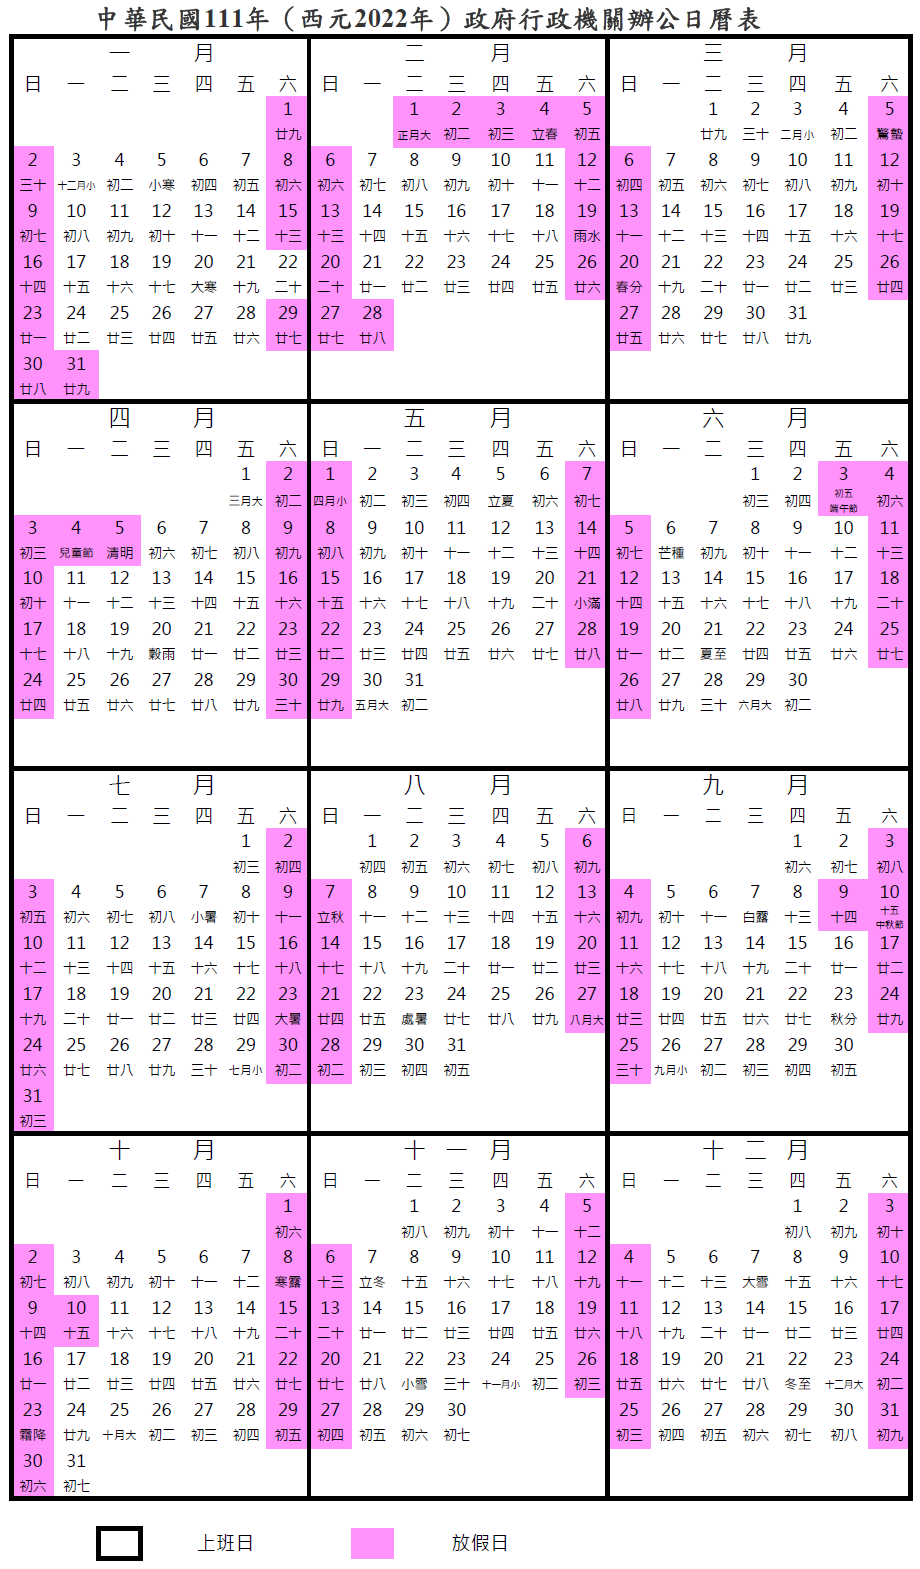 中華民國111年（西元2022年）政府行政機關辦公日曆表
一 月
日 一 二 三 四 五 六
1
廿九
2 3 4 5 6 7 8
三十 十二月小 初二 小寒 初四 初五 初六
9 10 11 12 13 14 15
初七 初八 初九 初十 十一 十二 十三
16 17 18 19 20 21 22
十四 十五 十六 十七 大寒 十九 二十
23 24 25 26 27 28 29
廿一 廿二 廿三 廿四 廿五 廿六 廿七
30 31
廿八 廿九
二 月
日 一 二 三 四 五 六
1 2 3 4 5
正月大 初二 初三 立春 初五
6 7 8 9 10 11 12
初六 初七 初八 初九 初十 十一 十二
13 14 15 16 17 18 19
十三 十四 十五 十六 十七 十八 雨水
20 21 22 23 24 25 26
二十 廿一 廿二 廿三 廿四 廿五 廿六
27 28
廿七 廿八
三 月
日 一 二 三 四 五 六
1 2 3 4 5
廿九 三十 二月小 初二 驚蟄
6 7 8 9 10 11 12
初四 初五 初六 初七 初八 初九 初十
13 14 15 16 17 18 19
十一 十二 十三 十四 十五 十六 十七
20 21 22 23 24 25 26
春分 十九 二十 廿一 廿二 廿三 廿四
27 28 29 30 31
廿五 廿六 廿七 廿八 廿九
四 月
日 一 二 三 四 五 六
1 2
三月大 初二
3 4 5 6 7 8 9
初三 兒童節 清明 初六 初七 初八 初九
10 11 12 13 14 15 16
初十 十一 十二 十三 十四 十五 十六
17 18 19 20 21 22 23
十七 十八 十九 穀雨 廿一 廿二 廿三
24 25 26 27 28 29 30
廿四 廿五 廿六 廿七 廿八 廿九 三十
五 月
日 一 二 三 四 五 六
1 2 3 4 5 6 7
四月小 初二 初三 初四 立夏 初六 初七
8 9 10 11 12 13 14
初八 初九 初十 十一 十二 十三 十四
15 16 17 18 19 20 21
十五 十六 十七 十八 十九 二十 小滿
22 23 24 25 26 27 28
廿二 廿三 廿四 廿五 廿六 廿七 廿八
29 30 31
廿九 五月大 初二
六 月
日 一 二 三 四 五 六
1 2 3 4
初三 初四 初五 初六
端午節
5 6 7 8 9 10 11
初七 芒種 初九 初十 十一 十二 十三
12 13 14 15 16 17 18
十四 十五 十六 十七 十八 十九 二十
19 20 21 22 23 24 25
廿一 廿二 夏至 廿四 廿五 廿六 廿七
26 27 28 29 30
廿八 廿九 三十 六月大 初二
七 月
日 一 二 三 四 五 六
1 2
初三 初四
3 4 5 6 7 8 9
初五 初六 初七 初八 小暑 初十 十一
10 11 12 13 14 15 16
十二 十三 十四 十五 十六 十七 十八
17 18 19 20 21 22 23
十九 二十 廿一 廿二 廿三 廿四 大暑
24 25 26 27 28 29 30
廿六 廿七 廿八 廿九 三十 七月小 初二
31
初三
八 月
日 一 二 三 四 五 六
1 2 3 4 5 6
初四 初五 初六 初七 初八 初九
7 8 9 10 11 12 13
立秋 十一 十二 十三 十四 十五 十六
14 15 16 17 18 19 20
十七 十八 十九 二十 廿一 廿二 廿三
21 22 23 24 25 26 27
廿四 廿五 處暑 廿七 廿八 廿九 八月大
28 29 30 31
初二 初三 初四 初五
九 月
日 一 二 三 四 五 六
1 2 3
初六 初七 初八
4 5 6 7 8 9 10
初九 初十 十一 白露 十三 十四 十五
中秋節
11 12 13 14 15 16 17
十六 十七 十八 十九 二十 廿一 廿二
18 19 20 21 22 23 24
廿三 廿四 廿五 廿六 廿七 秋分 廿九
25 26 27 28 29 30
三十 九月小 初二 初三 初四 初五
十 月
日 一 二 三 四 五 六
1
初六
2 3 4 5 6 7 8
初七 初八 初九 初十 十一 十二 寒露
9 10 11 12 13 14 15
十四 十五 十六 十七 十八 十九 二十
16 17 18 19 20 21 22
廿一 廿二 廿三 廿四 廿五 廿六 廿七
23 24 25 26 27 28 29
霜降 廿九 十月大 初二 初三 初四 初五
30 31
初六 初七
十 一 月
日 一 二 三 四 五 六
1 2 3 4 5
初八 初九 初十 十一 十二
6 7 8 9 10 11 12
十三 立冬 十五 十六 十七 十八 十九
13 14 15 16 17 18 19
二十 廿一 廿二 廿三 廿四 廿五 廿六
20 21 22 23 24 25 26
廿七 廿八 小雪 三十 十一月小 初二 初三
27 28 29 30
初四 初五 初六 初七
十 二 月
日 一 二 三 四 五 六
1 2 3
初八 初九 初十
4 5 6 7 8 9 10
十一 十二 十三 大雪 十五 十六 十七
11 12 13 14 15 16 17
十八 十九 二十 廿一 廿二 廿三 廿四
18 19 20 21 22 23 24
廿五 廿六 廿七 廿八 冬至 十二月大 初二
25 26 27 28 29 30 31
初三 初四 初五 初六 初七 初八 初九
上班日 放假日